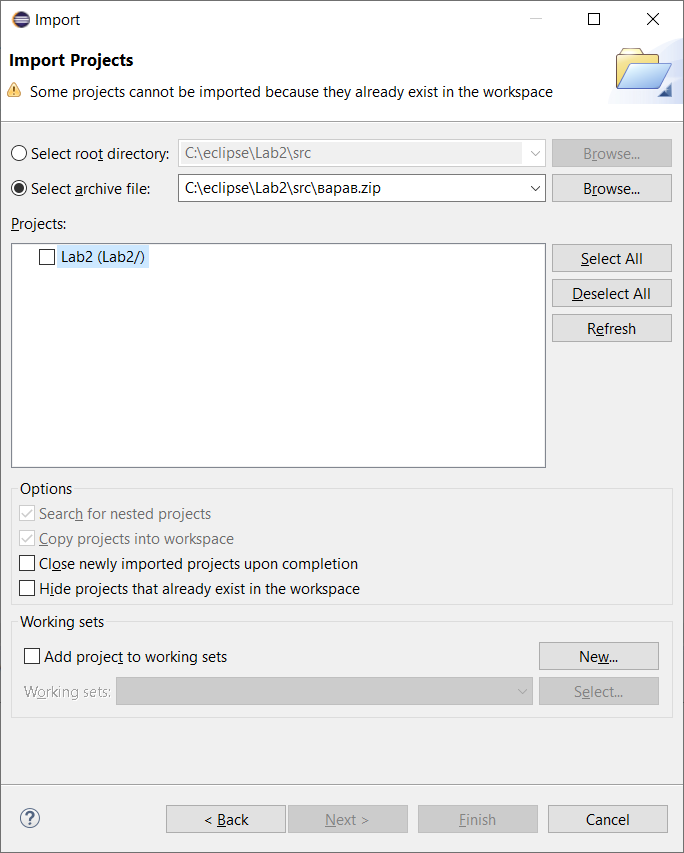 Import
Import Projects
Some projects cannot be imported because they already exist in the workspace
Select root directory: C:\eclipse\Lab2\src Browse...
Select archive file: C:\eclipse\Lab2\src\варав.zip Browse...
Projects:
Lab2 (Lab2/)
Select All
Deselect All
Refresh
Options
Search for nested projects
Copy projects into workspace
Close newly imported projects upon completion
Hide projects that already exist in the workspace
Working sets
Add project to working sets New...
Working sets: Select...
? < Back Next > Finish Cancel